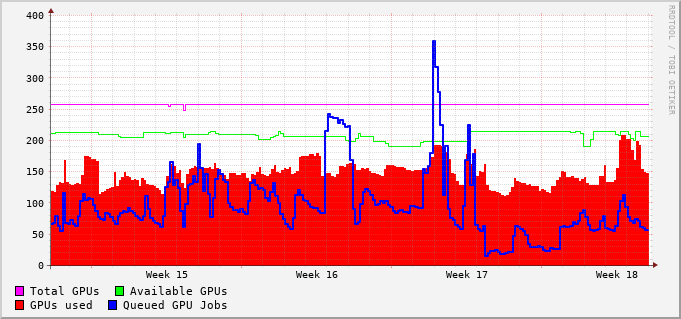 400
350
300
250
200
150
100
50
0
Week 15 Week 16 Week 17 Week 18
Total GPUs Available GPUs
GPUs used Queued GPU Jobs
RRDTOOL / TOBI OETIKER